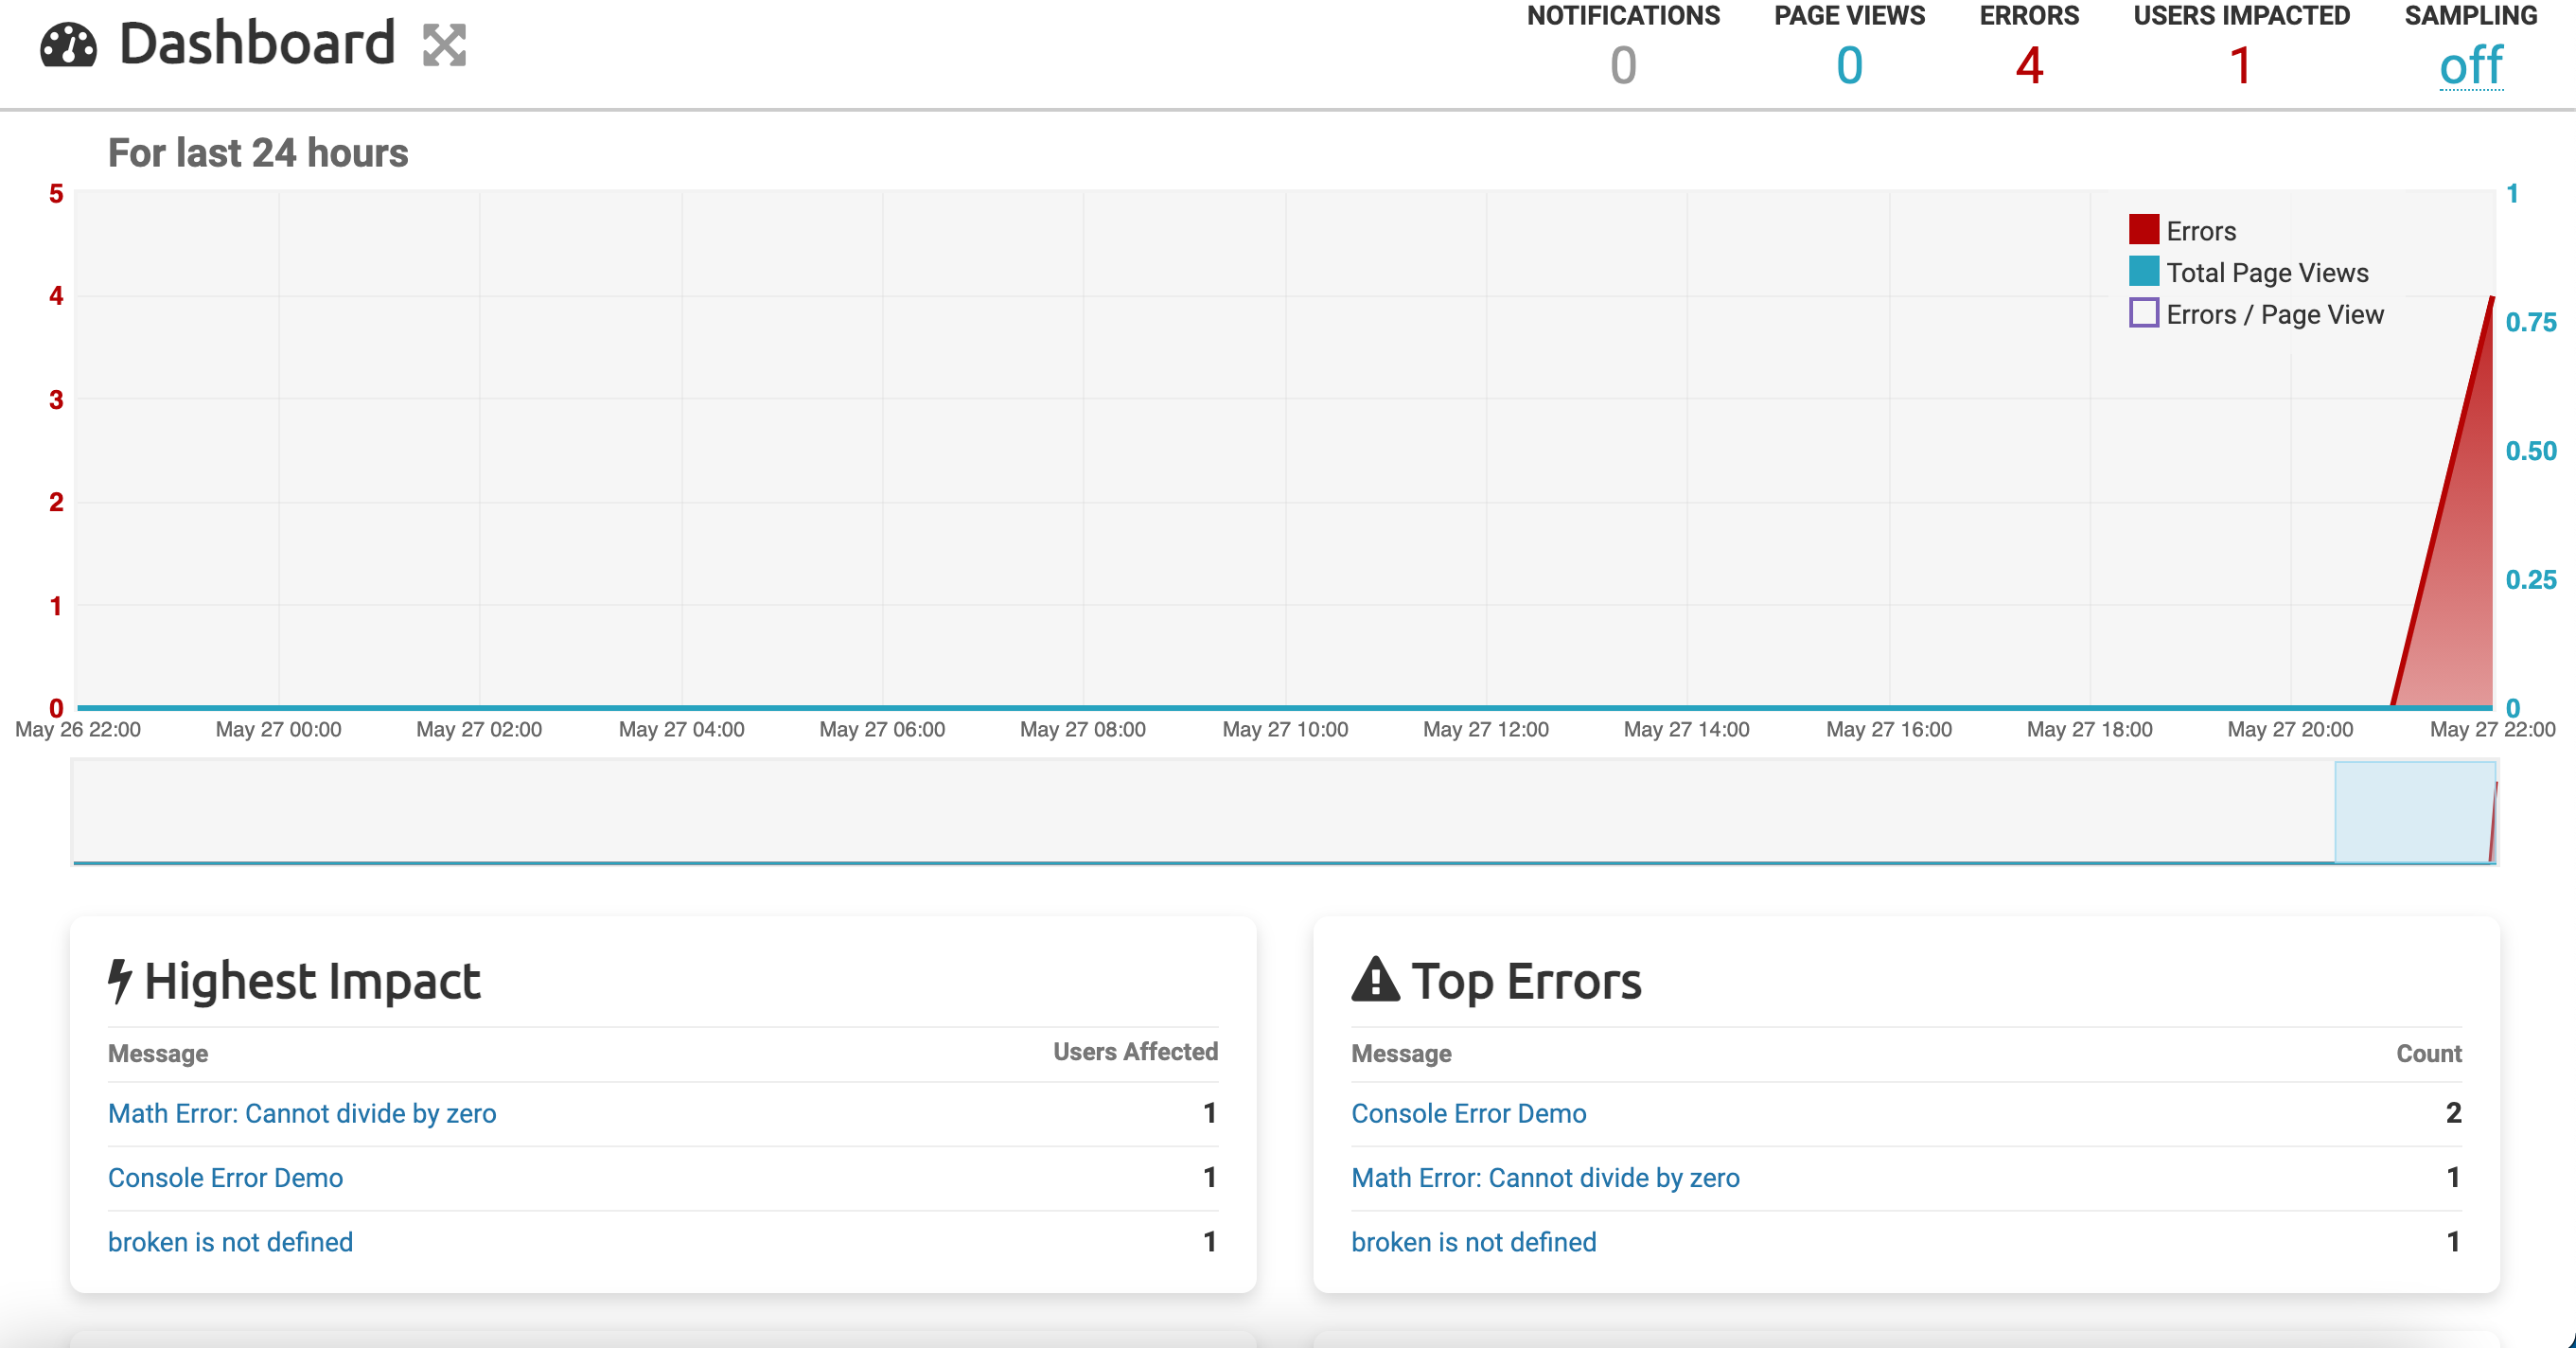 Dashboard
NOTIFICATIONS PAGE VIEWS ERRORS USERS IMPACTED SAMPLING
0 0 4 1 off
For last 24 hours
5 1
Errors
Total Page Views
4
Errors / Page View
0.75
3
0.50
2
0.25
1
0 0
May 26 22:00 May 27 00:00 May 27 02:00 May 27 04:00 May 27 06:00 May 27 08:00 May 27 10:00 May 27 12:00 May 27 14:00 May 27 16:00 May 27 18:00 May 27 20:00 May 27 22:00
Highest Impact
Message Users Affected
Math Error: Cannot divide by zero 1
Console Error Demo 1
broken is not defined 1
Top Errors
Message Count
Console Error Demo 2
Math Error: Cannot divide by zero 1
broken is not defined 1